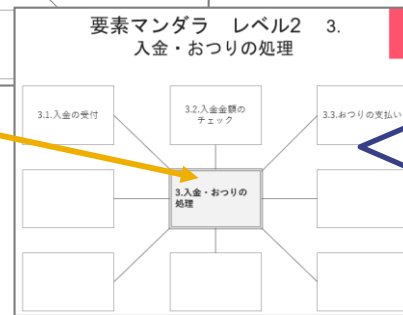 要素マンダラ　レベル2　3.
入金・おつりの処理
3.1.入金の受付
3.2.入金金額の
チェック
3.3.おつりの支払い
3.入金・おつりの
処理